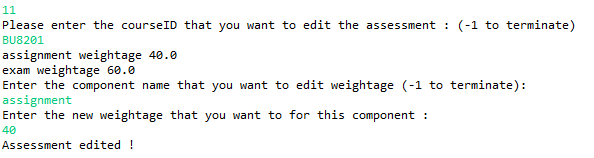 11
Please enter the courseID that you want to edit the assessment : (-1 to terminate)
BU8201
assignment weightage 40.0
exam weightage 60.0
Enter the component name that you want to edit weightage (-1 to terminate):
assignment
Enter the new weightage that you want to for this component :
40
Assessment edited !